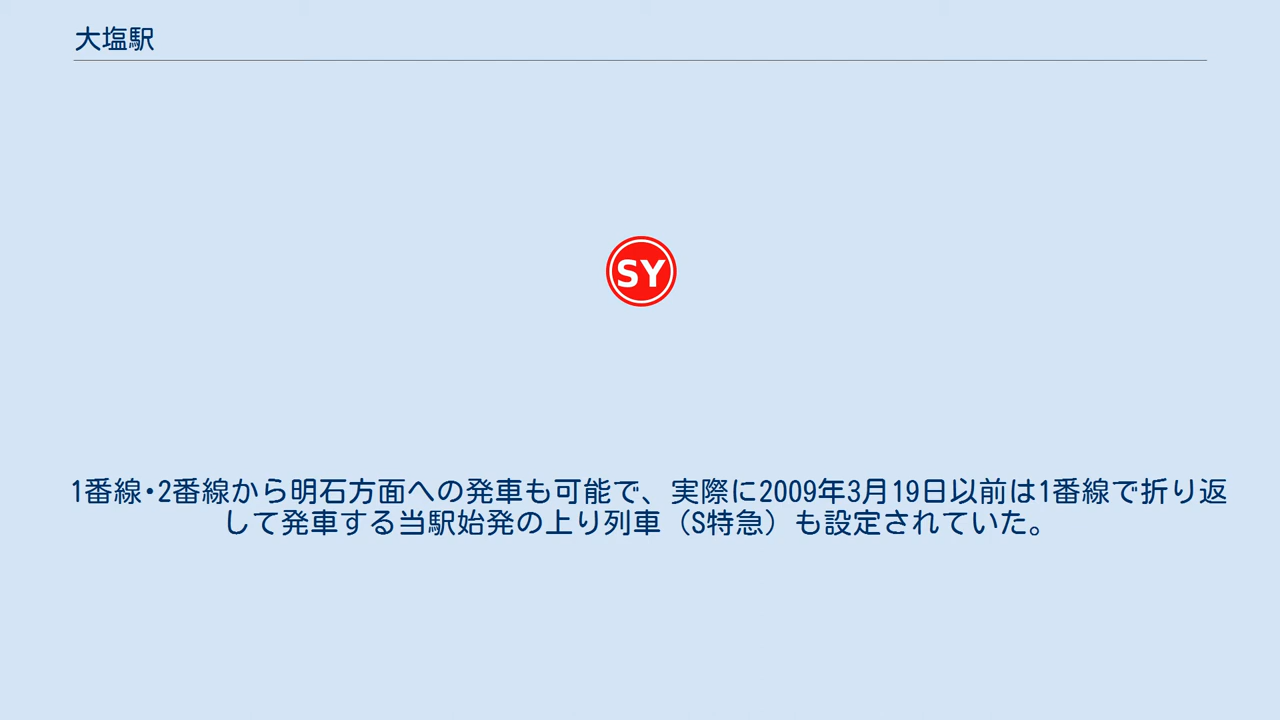 大塩駅
SY
1番線・2番線から明石方面への発車も可能で、実際に2009年3月19日以前は1番線で折り返
して発車する当駅始発の上り列車（S特急）も設定されていた。